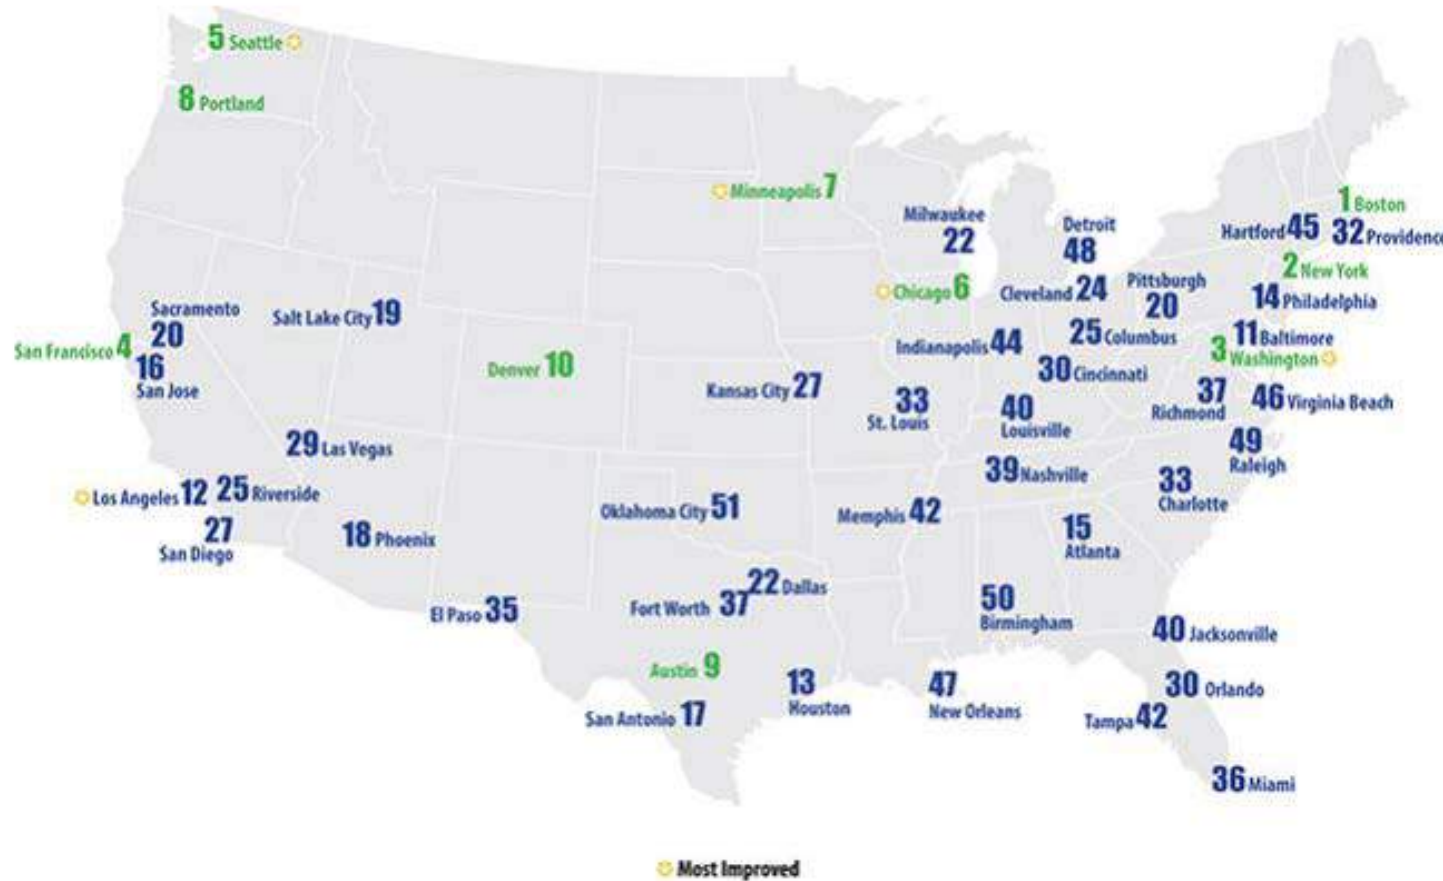 5 Seattle
8 Portland
Minneapolis 7
Milwaukee
22
Detroit
48
1 Boston
Hartford 45
32 Providence
2 New York
Chicago 6
Cleveland 24
Pittsburgh
20
14 Philadelphia
Sacramento
20
Salt Lake City 19
San Francisco 4
16
San Jose
Denver 10
Indianapolis 44
25 Columbus
11 Baltimore
3 Washington
30 Cincinnati
Kansas City 27
33
St. Louis
40
Louisville
37
Richmond
46 Virginia Beach
29 Las Vegas
49
Raleigh
39 Nashville
33
Charlotte
Los Angeles 12
25 Riverside
27
San Diego
18 Phoenix
Oklahoma City 51
Memphis 42
15
Atlanta
22 Dallas
Fort Worth 37
El Paso 35
50
Birmingham
40 Jacksonville
Austin 9
13
Houston
47
New Orleans
30 Orlando
San Antonio 17
Tampa 42
36 Miami
Most Improved